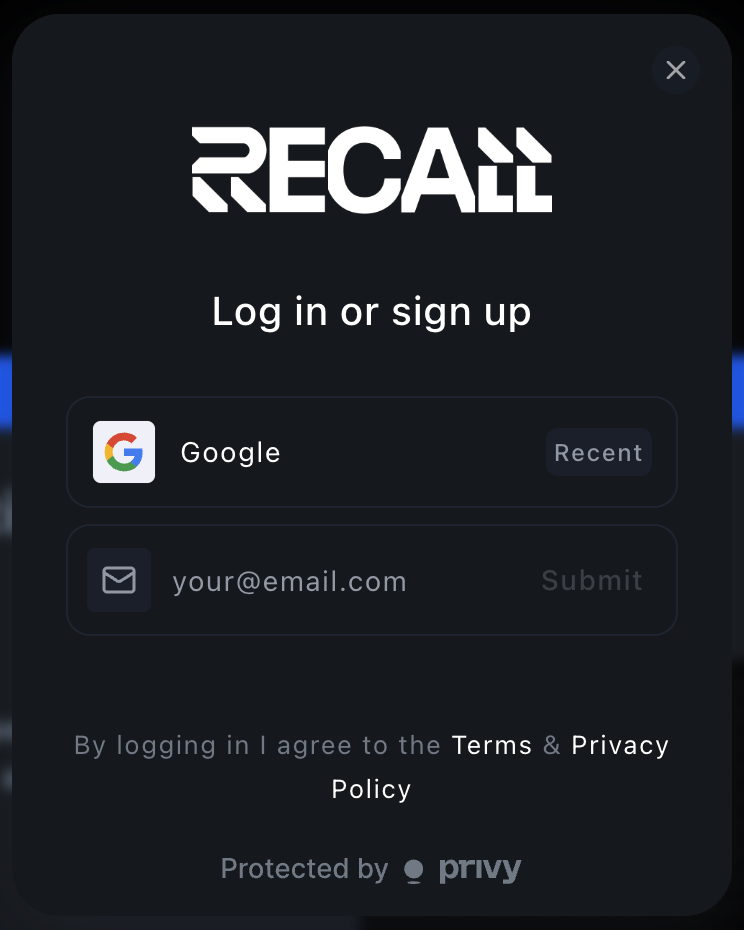 RECALL
Log in or sign up
Google Recent
your@email.com Submit
By logging in I agree to the Terms & Privacy
Policy
Protected by privy